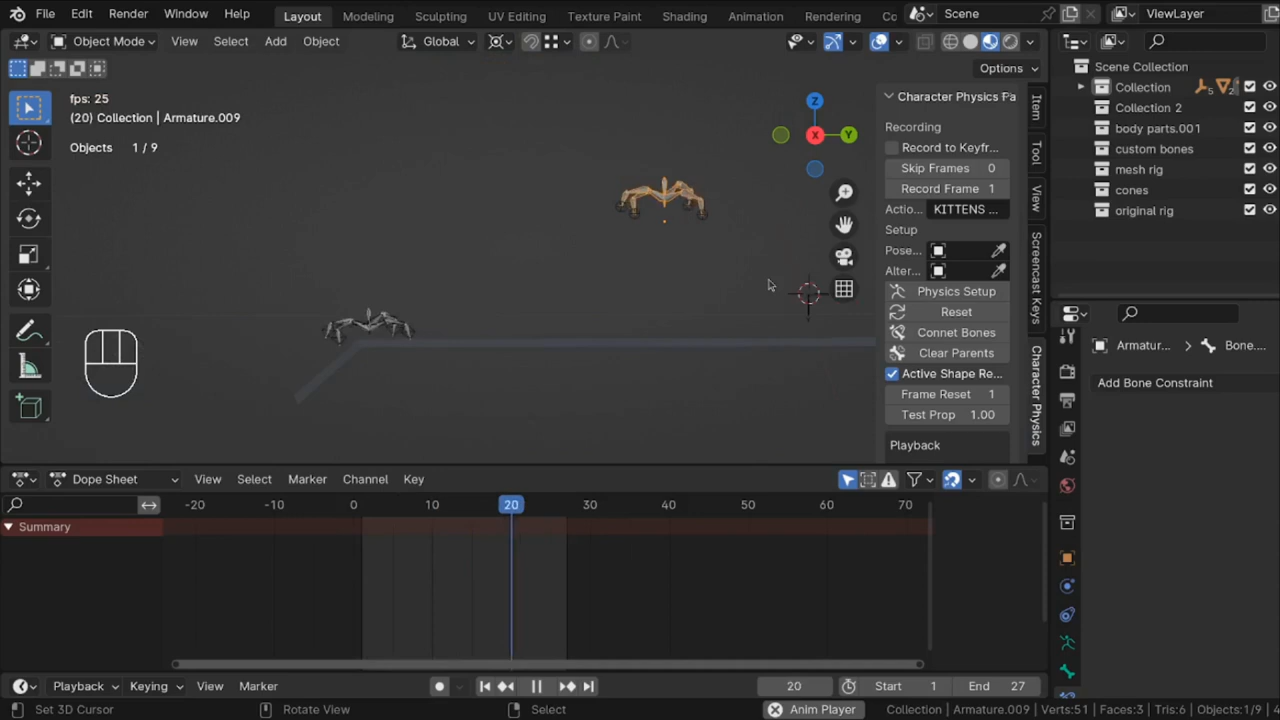 File Edit Render Window Help Layout Modeling Sculpting UV Editing Texture Paint Shading Animation Rendering Co Scene ViewLayer
Object Mode View Select Add Object Global
Options
fps: 25
(20) Collection | Armature.009
Objects 1 / 9
Z
X
Y
Character Physics Pa
Recording
Record to Keyfr...
Skip Frames 0
Record Frame 1
Actio... KITTENS ...
Setup
Pose...
Alter...
Physics Setup
Reset
Connet Bones
Clear Parents
Active Shape Re...
Frame Reset 1
Test Prop 1.00
Playback
Item
Tool
View
Screencast Keys
Character Physics
Scene Collection
Collection 5 2
Collection 2
body parts.001
custom bones
mesh rig
cones
original rig
Armatur... Bone....
Add Bone Constraint
Dope Sheet View Select Marker Channel Key
-20 -10 0 10 20 30 40 50 60 70
Summary
Playback Keying View Marker 20 Start 1 End 27
Set 3D Cursor Rotate View Select Anim Player Collection | Armature.009 Verts:51 Faces:3 Tris:6 Objects:1/9 4